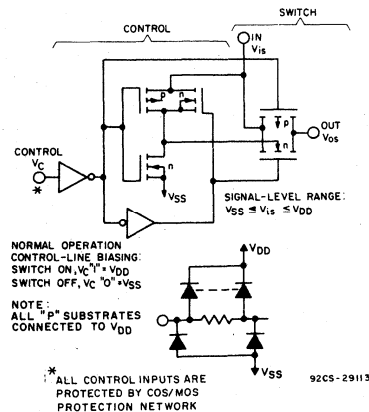 SWITCH
CONTROL
IN
Vis
p
n
p
n
OUT
Vos
CONTROL
VC
*
n
VSS
SIGNAL-LEVEL RANGE:
VSS ≤ Vis ≤ VDD
NORMAL OPERATION
CONTROL-LINE BIASING:
SWITCH ON, VC "1" = VDD
SWITCH OFF, VC "0" = VSS
VDD
NOTE:
ALL "P" SUBSTRATES
CONNECTED TO VDD
VSS
* ALL CONTROL INPUTS ARE
PROTECTED BY COS/MOS
PROTECTION NETWORK
92CS-29113